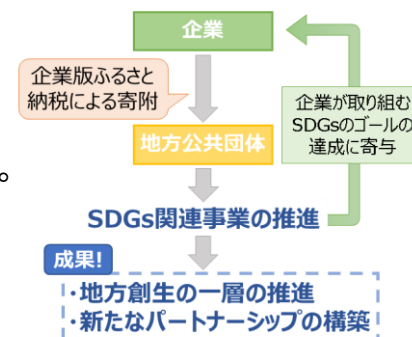 企業
企業版ふるさと
納税による寄附
企業が取り組む
SDGsのゴールの
達成に寄与
地方公共団体
。
SDGs関連事業の推進
成果!
・地方創生の一層の推進
・新たなパートナーシップの構築